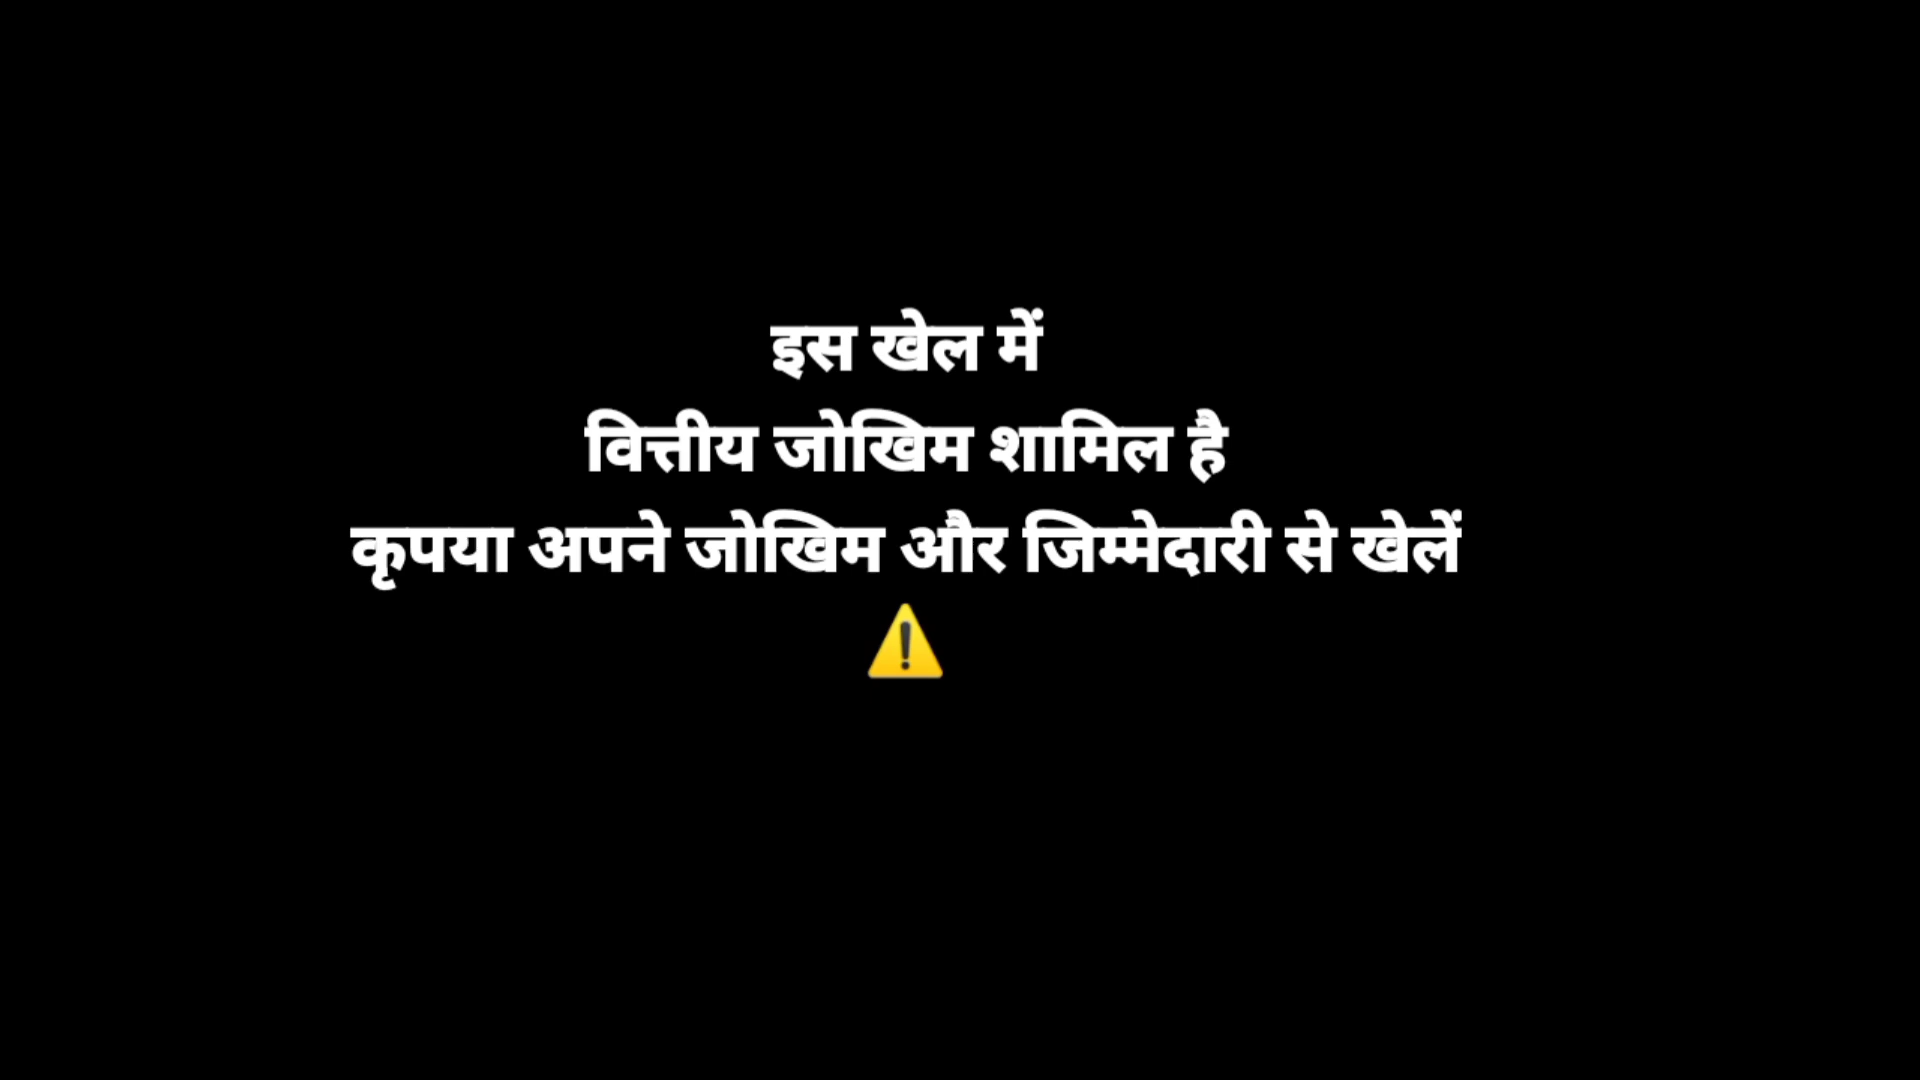 इस खेल में
वित्तीय जोखिम शामिल है
कृपया अपने जोखिम और जिम्मेदारी से खेलें
⚠️